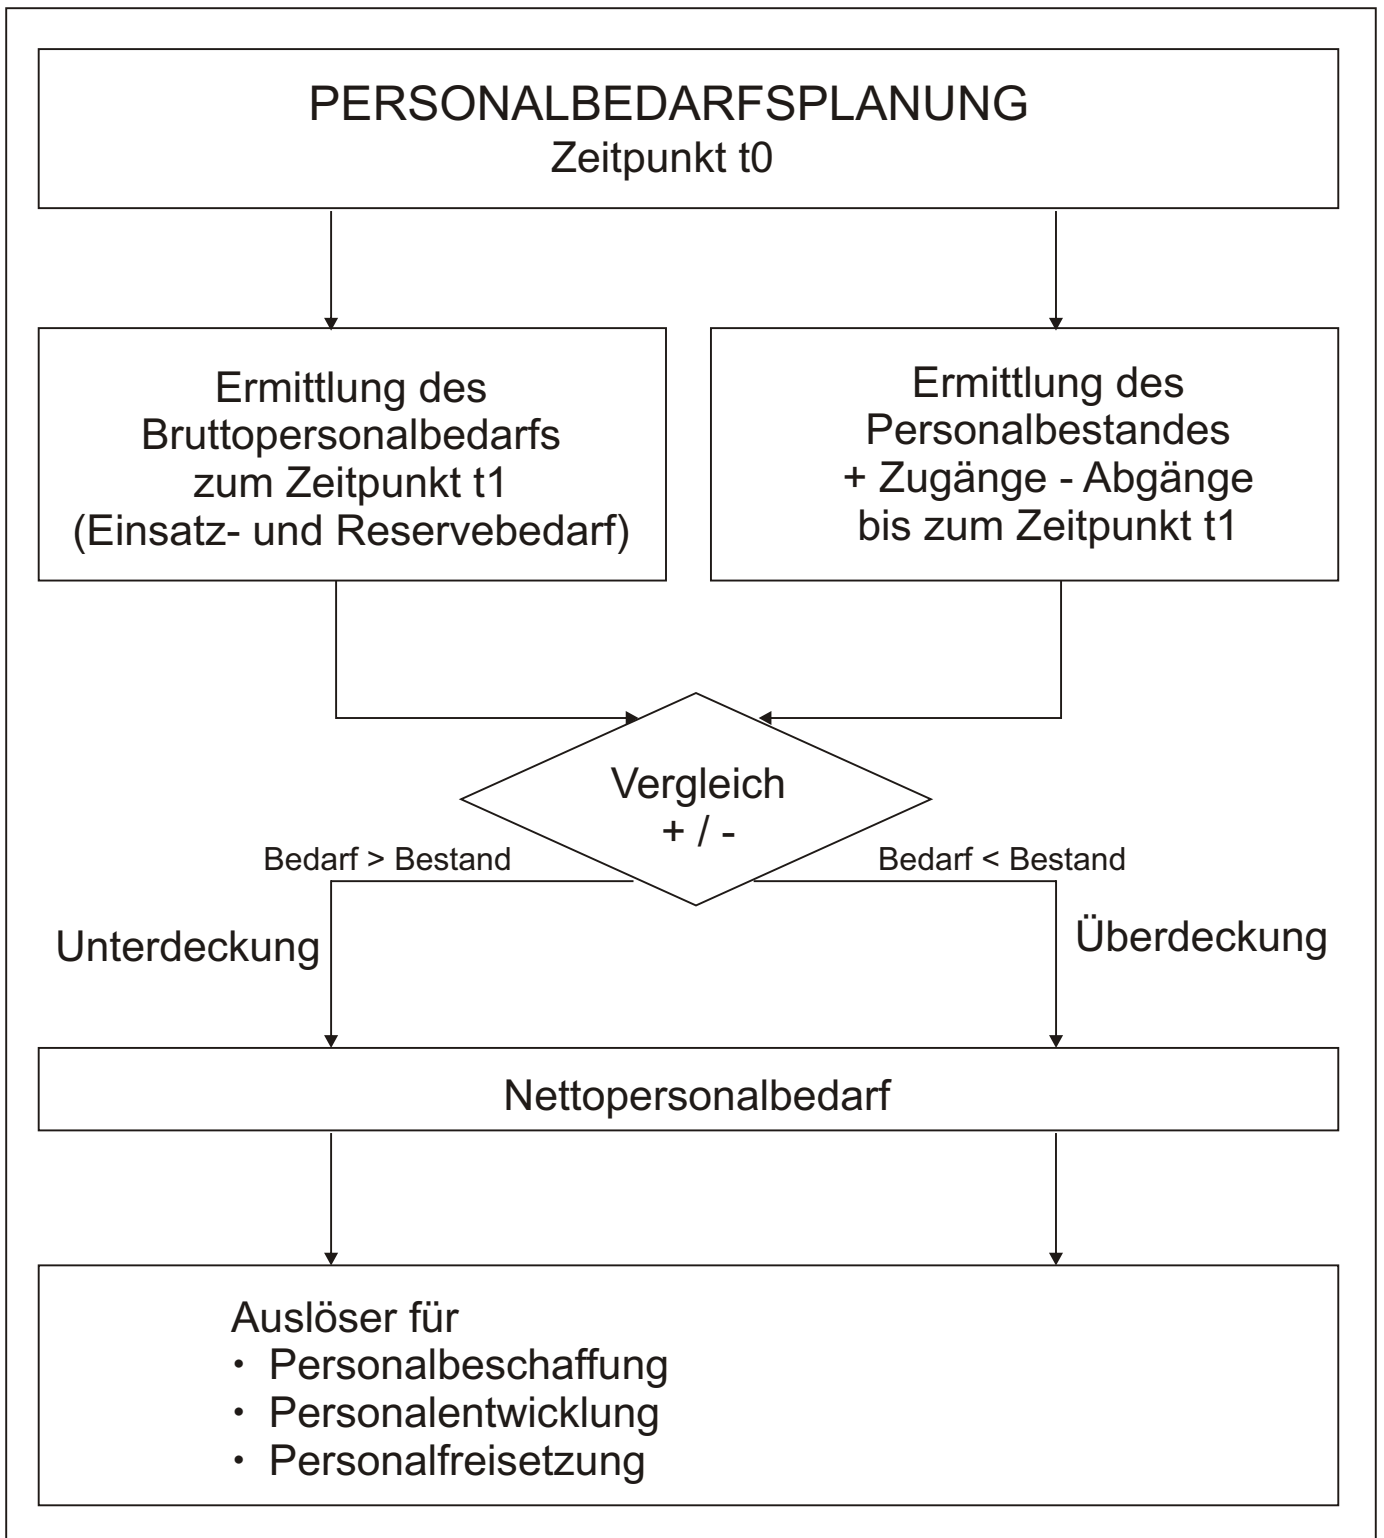 PERSONALBEDARFSPLANUNG
Zeitpunkt t0
Ermittlung des
Bruttopersonalbedarfs
zum Zeitpunkt t1
(Einsatz- und Reservebedarf)
Ermittlung des
Personalbestandes
+ Zugänge - Abgänge
bis zum Zeitpunkt t1
Vergleich
+ / -
Bedarf > Bestand
Bedarf < Bestand
Unterdeckung
Überdeckung
Nettopersonalbedarf
Auslöser für
· Personalbeschaffung
· Personalentwicklung
· Personalfreisetzung